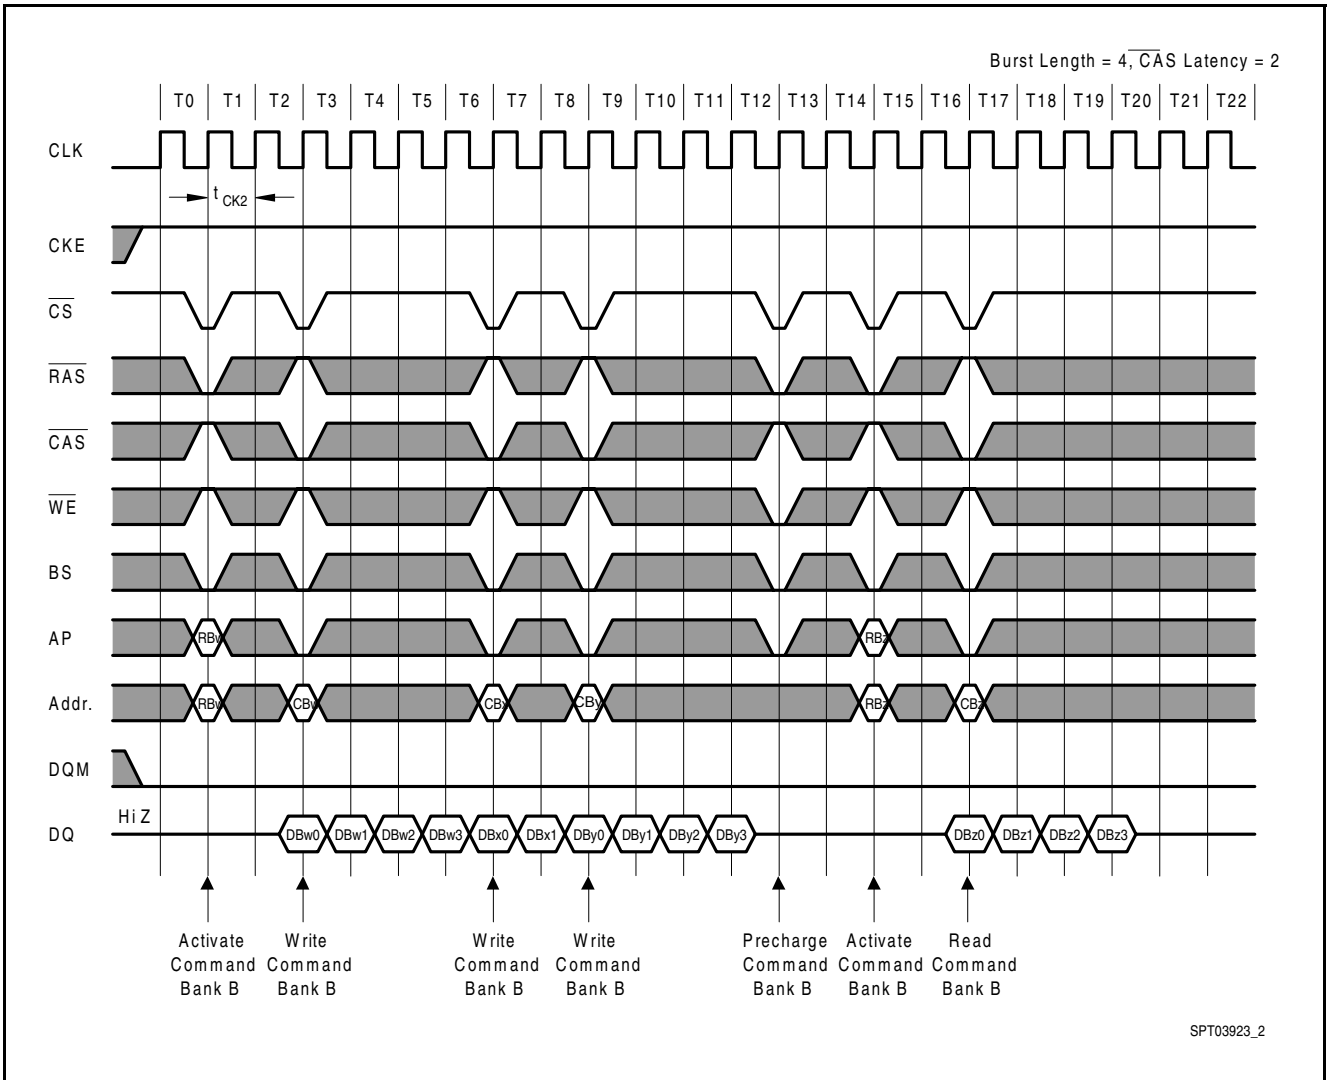 Burst Length = 4, CAS Latency = 2
T0 T1 T2 T3 T4 T5 T6 T7 T8 T9 T10 T11 T12 T13 T14 T15 T16 T17 T18 T19 T20 T21 T22
CLK
t CK2
CKE
CS
RAS
CAS
WE
BS
AP RBw RBz
Addr. RBw CBw CBx CBy RBz CBz
DQM
HiZ
DQ DBw0 DBw1 DBw2 DBw3 DBx0 DBx1 DBy0 DBy1 DBy2 DBy3 DBz0 DBz1 DBz2 DBz3
Activate Command Bank B
Write Command Bank B
Write Command Bank B
Write Command Bank B
Precharge Command Bank B
Activate Command Bank B
Read Command Bank B
SPT03923_2